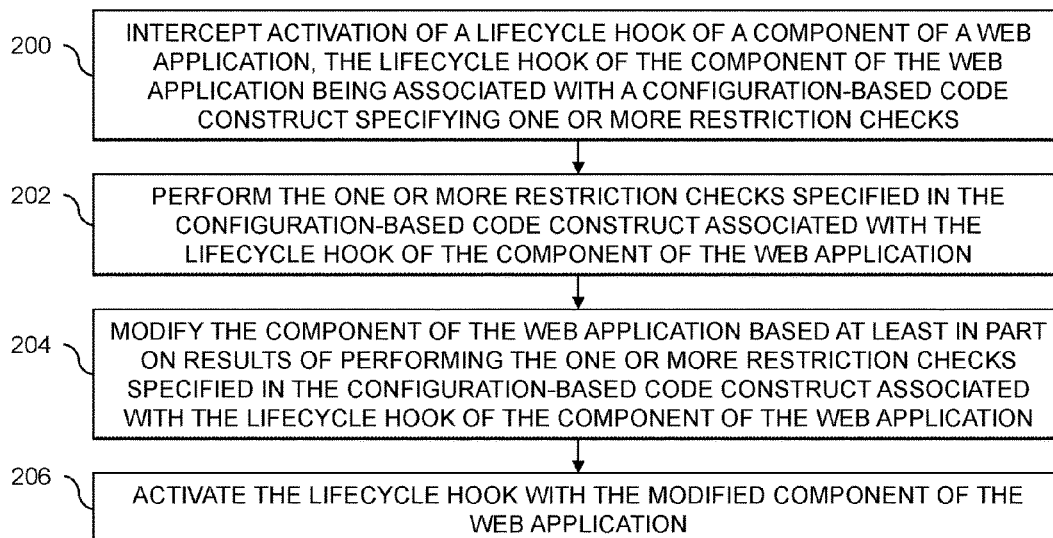 200
INTERCEPT ACTIVATION OF A LIFECYCLE HOOK OF A COMPONENT OF A WEB
APPLICATION, THE LIFECYCLE HOOK OF THE COMPONENT OF THE WEB
APPLICATION BEING ASSOCIATED WITH A CONFIGURATION-BASED CODE
CONSTRUCT SPECIFYING ONE OR MORE RESTRICTION CHECKS
202
PERFORM THE ONE OR MORE RESTRICTION CHECKS SPECIFIED IN THE
CONFIGURATION-BASED CODE CONSTRUCT ASSOCIATED WITH THE
LIFECYCLE HOOK OF THE COMPONENT OF THE WEB APPLICATION
204
MODIFY THE COMPONENT OF THE WEB APPLICATION BASED AT LEAST IN PART
ON RESULTS OF PERFORMING THE ONE OR MORE RESTRICTION CHECKS
SPECIFIED IN THE CONFIGURATION-BASED CODE CONSTRUCT ASSOCIATED
WITH THE LIFECYCLE HOOK OF THE COMPONENT OF THE WEB APPLICATION
206
ACTIVATE THE LIFECYCLE HOOK WITH THE MODIFIED COMPONENT OF THE
WEB APPLICATION